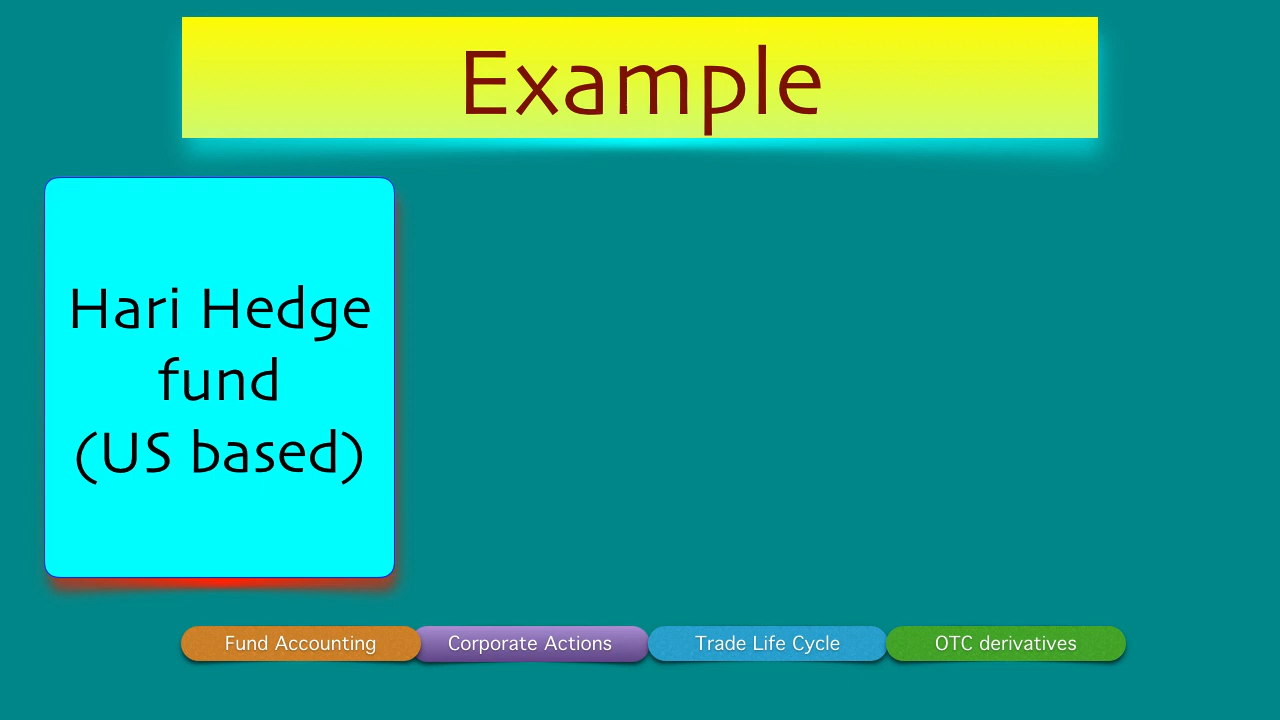 Example
Hari Hedge
fund
(US based)
Fund Accounting
Corporate Actions
Trade Life Cycle
OTC derivatives